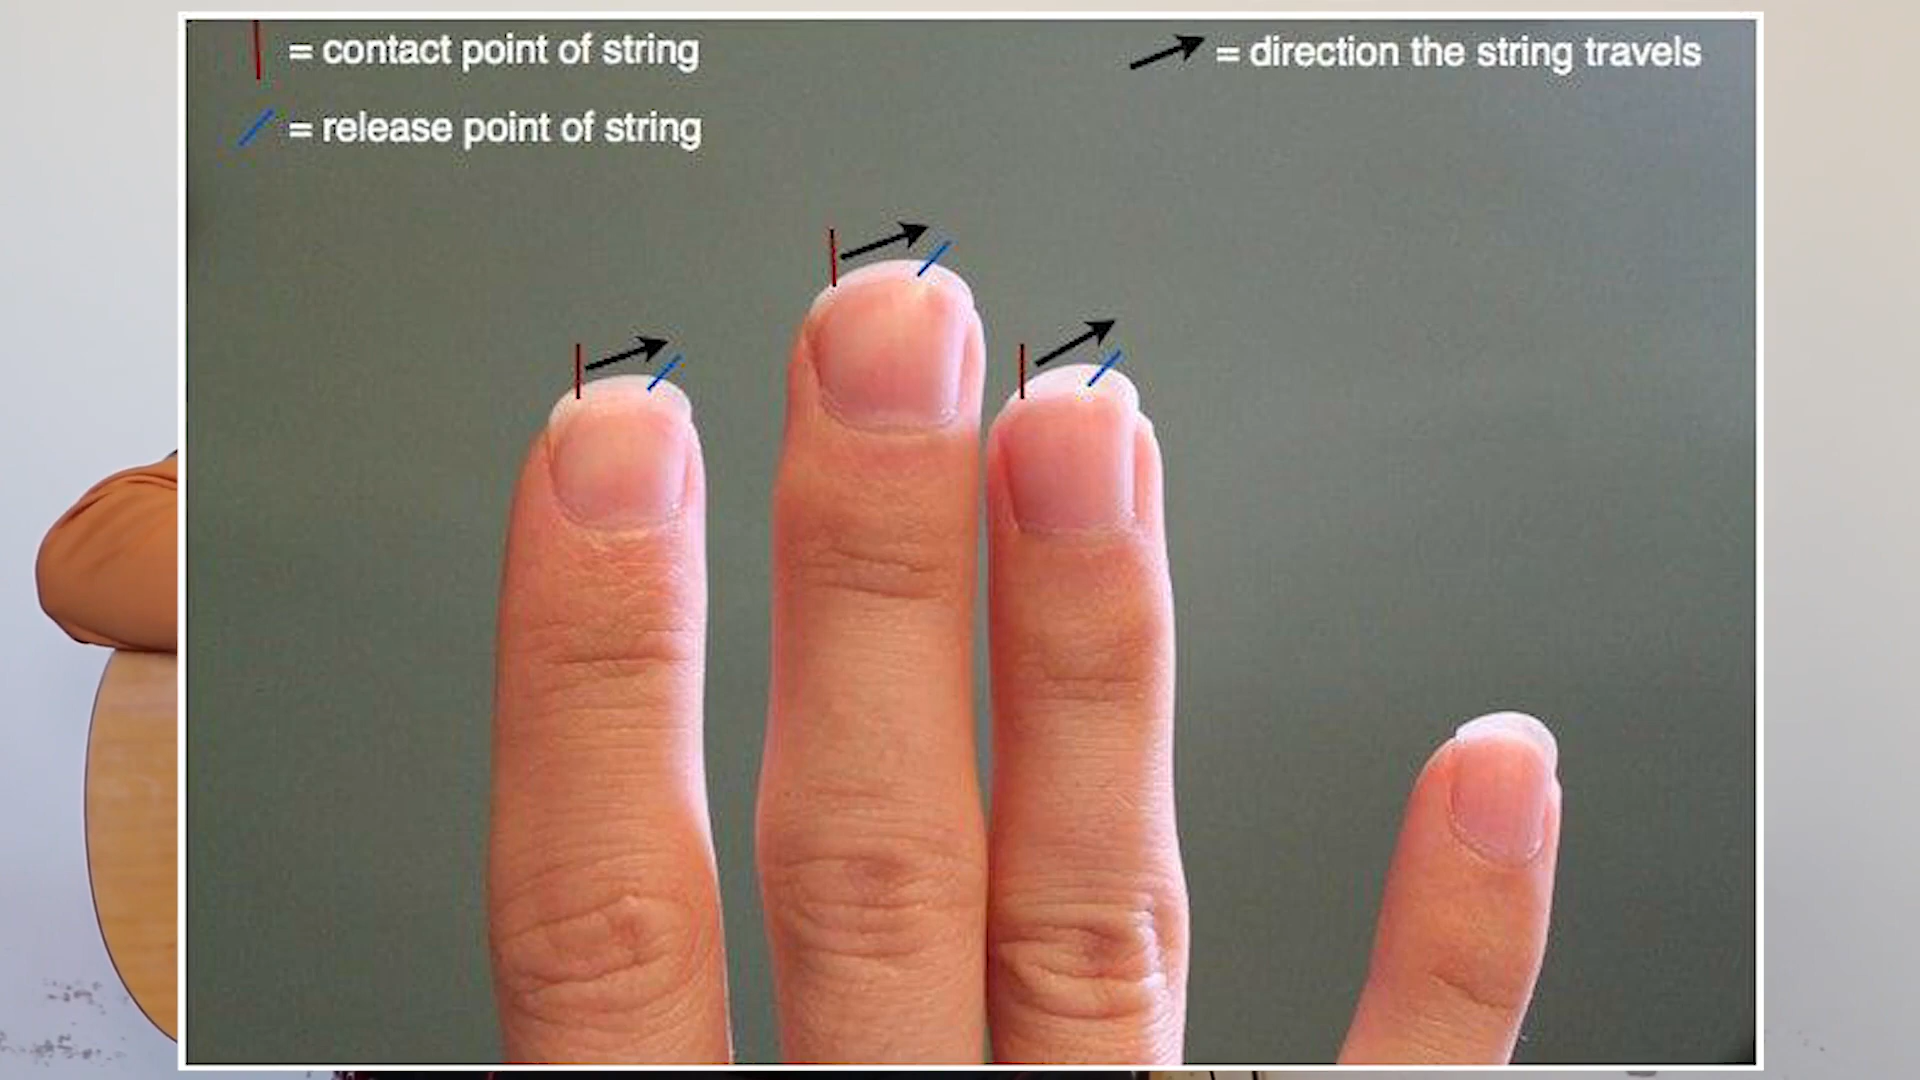 = contact point of string
= direction the string travels
= release point of string